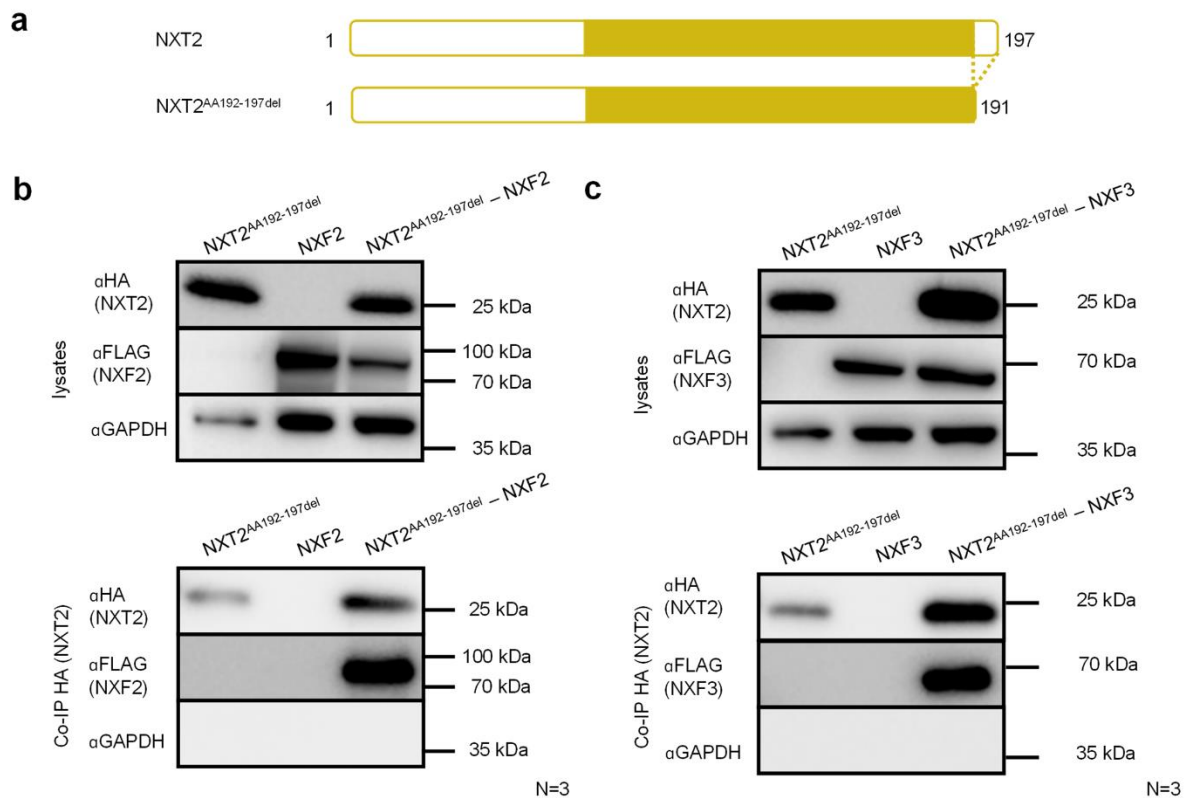 a
NXT2 1 197
NXT2AA192-197del 1 191
b
NXT2AA192-197del NXF2 NXT2AA192-197del – NXF2
lysates
αHA
(NXT2)
25 kDa
αFLAG
(NXF2)
100 kDa
70 kDa
αGAPDH
35 kDa
NXT2AA192-197del NXF2 NXT2AA192-197del – NXF2
Co-IP HA (NXT2)
αHA
(NXT2)
25 kDa
αFLAG
(NXF2)
100 kDa
70 kDa
αGAPDH
35 kDa
N=3
c
NXT2AA192-197del NXF3 NXT2AA192-197del – NXF3
lysates
αHA
(NXT2)
25 kDa
αFLAG
(NXF3)
70 kDa
αGAPDH
35 kDa
NXT2AA192-197del NXF3 NXT2AA192-197del – NXF3
Co-IP HA (NXT2)
αHA
(NXT2)
25 kDa
αFLAG
(NXF3)
70 kDa
αGAPDH
35 kDa
N=3